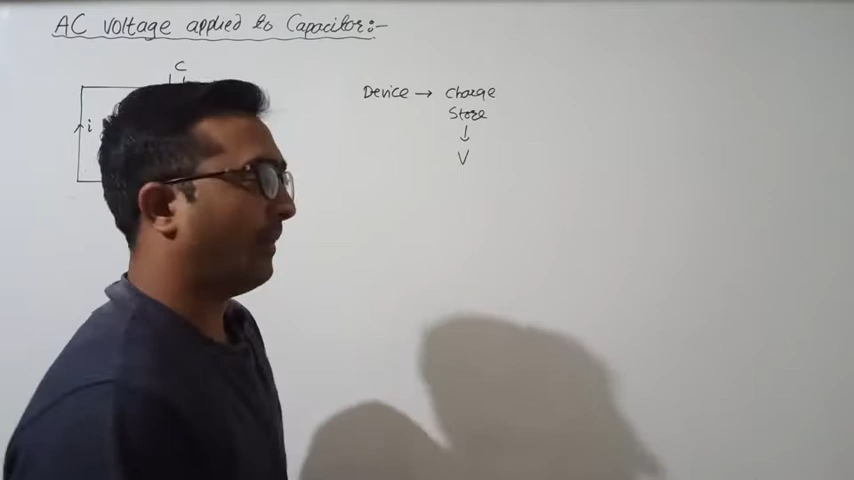 AC voltage applied to Capacitor:-
C
i
Device → Charge
Store
↓
V